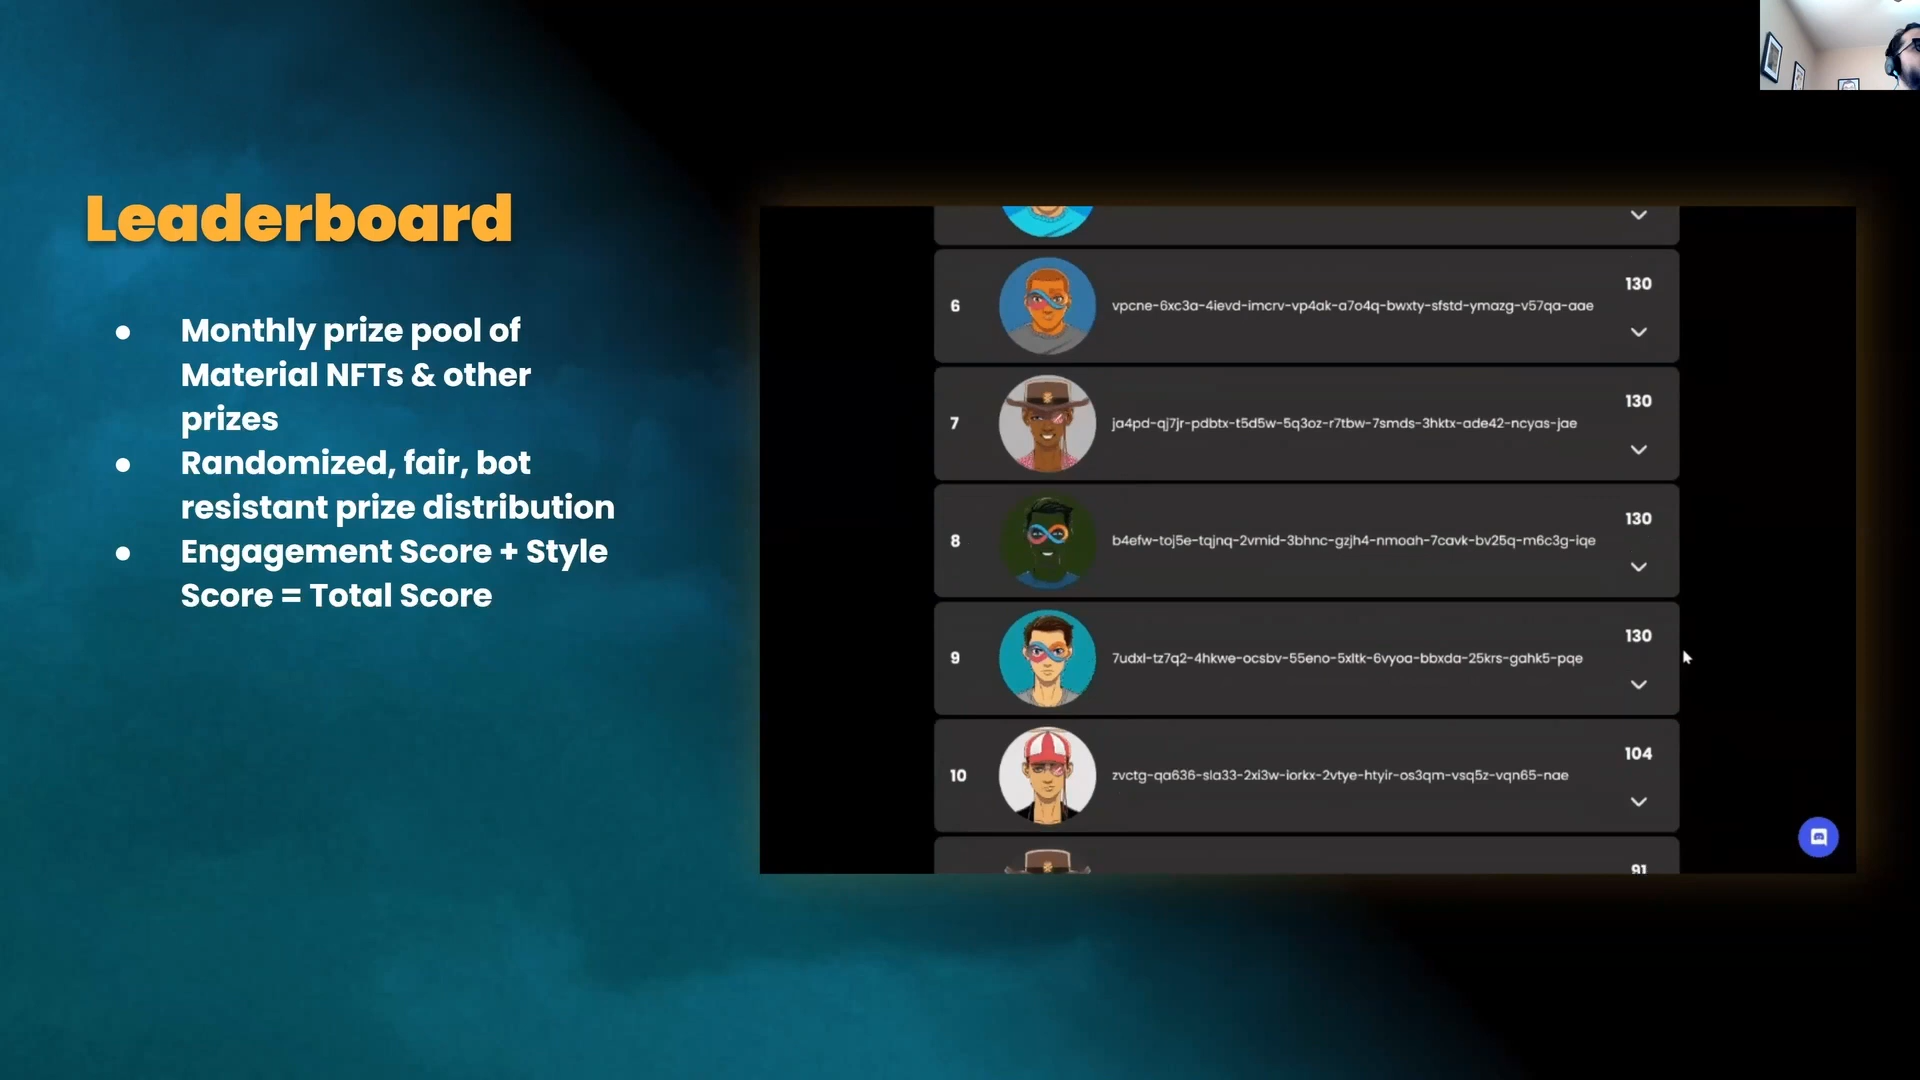 Leaderboard
● Monthly prize pool of
Material NFTs & other
prizes
● Randomized, fair, bot
resistant prize distribution
● Engagement Score + Style
Score = Total Score
6 vpcne-6xc3a-4ievd-imcrv-vp4ak-a7o4q-bwxty-sfstd-ymazg-v57qa-aae 130
7 ja4pd-qj7jr-pdbtx-t5d5w-5q3oz-r7tbw-7smds-3hktx-ade42-ncyas-jae 130
8 b4efw-toj5e-tqjnq-2vmid-3bhnc-gzjh4-nmoah-7cavk-bv25q-m6c3g-iqe 130
9 7udxl-tz7q2-4hkwe-ocsbv-55eno-5xltk-6vyoa-bbxda-25krs-gahk5-pqe 130
10 zvctg-qa636-sla33-2xi3w-iorkx-2vtye-htyir-os3qm-vsq5z-vqn65-nae 104
91